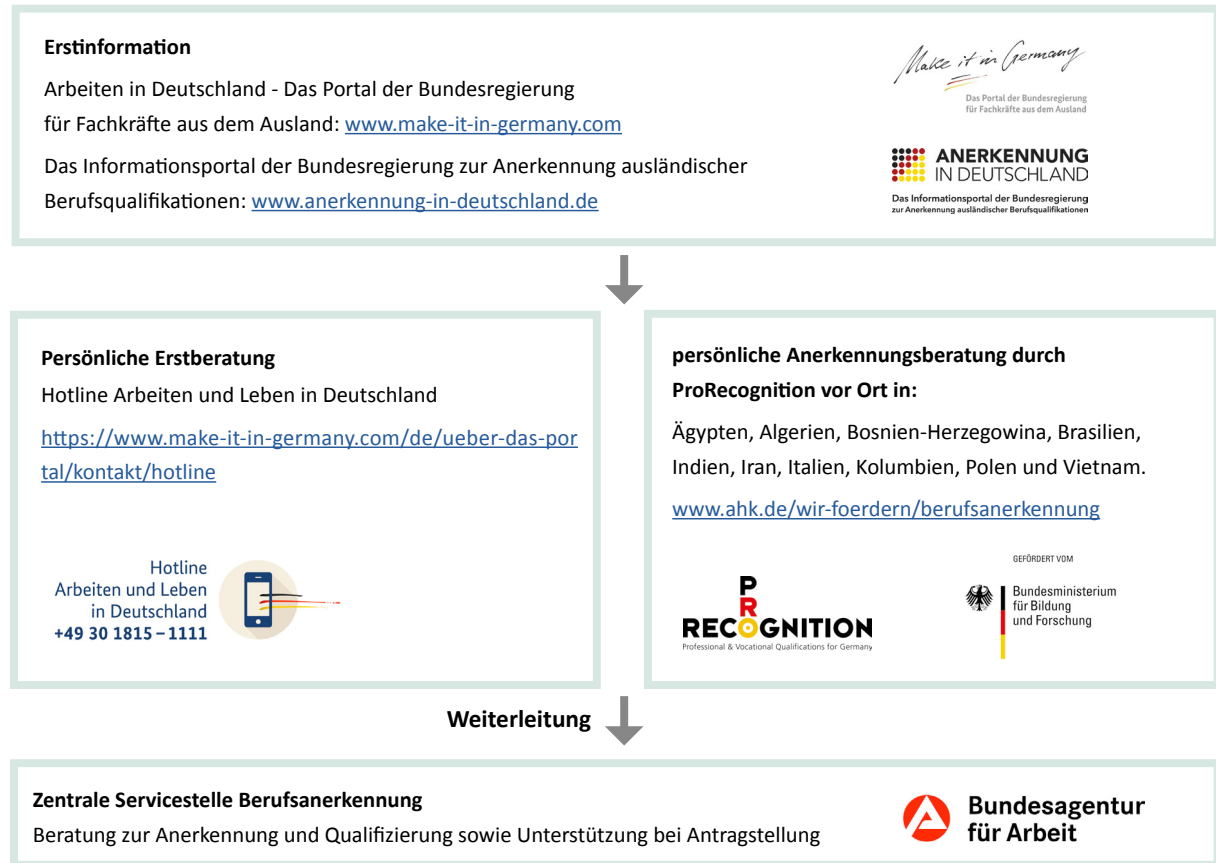 Erstinformation
Arbeiten in Deutschland - Das Portal der Bundesregierung
für Fachkräfte aus dem Ausland: www.make-it-in-germany.com
Das Informationsportal der Bundesregierung zur Anerkennung ausländischer
Berufsqualifikationen: www.anerkennung-in-deutschland.de
Make it in Germany
Das Portal der Bundesregierung
für Fachkräfte aus dem Ausland
ANERKENNUNG
IN DEUTSCHLAND
Das Informationsportal der Bundesregierung
zur Anerkennung ausländischer Berufsqualifikationen
Persönliche Erstberatung
Hotline Arbeiten und Leben in Deutschland
https://www.make-it-in-germany.com/de/ueber-das-por
tal/kontakt/hotline
Hotline
Arbeiten und Leben
in Deutschland
+49 30 1815 – 1111
persönliche Anerkennungsberatung durch
ProRecognition vor Ort in:
Ägypten, Algerien, Bosnien-Herzegowina, Brasilien,
Indien, Iran, Italien, Kolumbien, Polen und Vietnam.
www.ahk.de/wir-foerdern/berufsanerkennung
PRO
RECOGNITION
Professional & Vocational Qualifications for Germany
GEFÖRDERT VOM
Bundesministerium
für Bildung
und Forschung
Weiterleitung
Zentrale Servicestelle Berufsanerkennung
Beratung zur Anerkennung und Qualifizierung sowie Unterstützung bei Antragstellung
Bundesagentur
für Arbeit